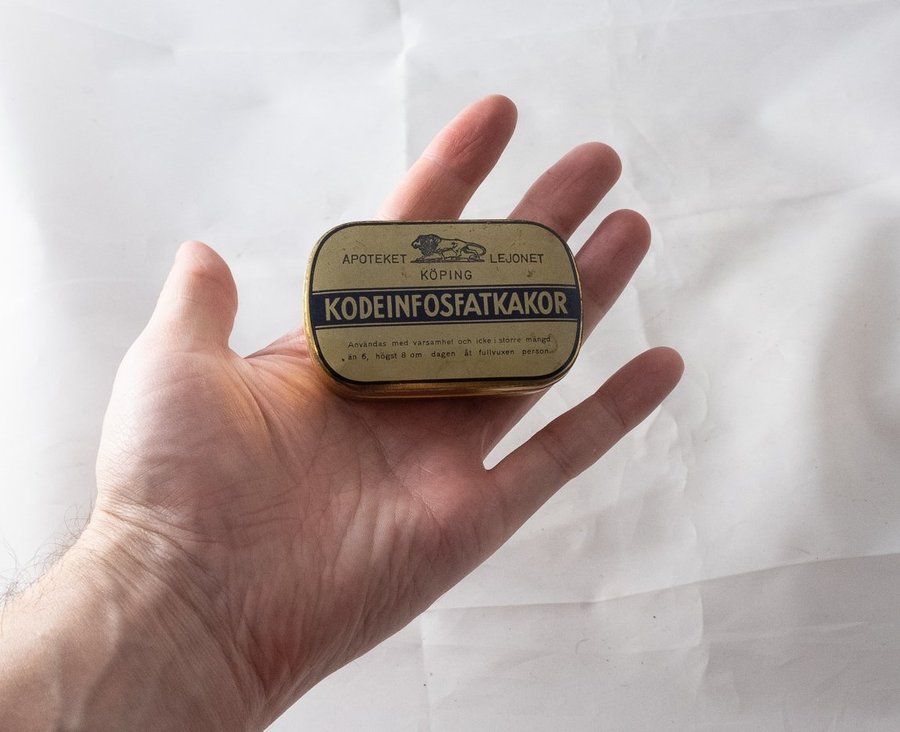 APOTEKET LEJONET
KÖPING
KODEINFOSFATKAKOR
Användas med varsamhet och icke i större mängd
än 6, högst 8 om dagen åt fullvuxen person.